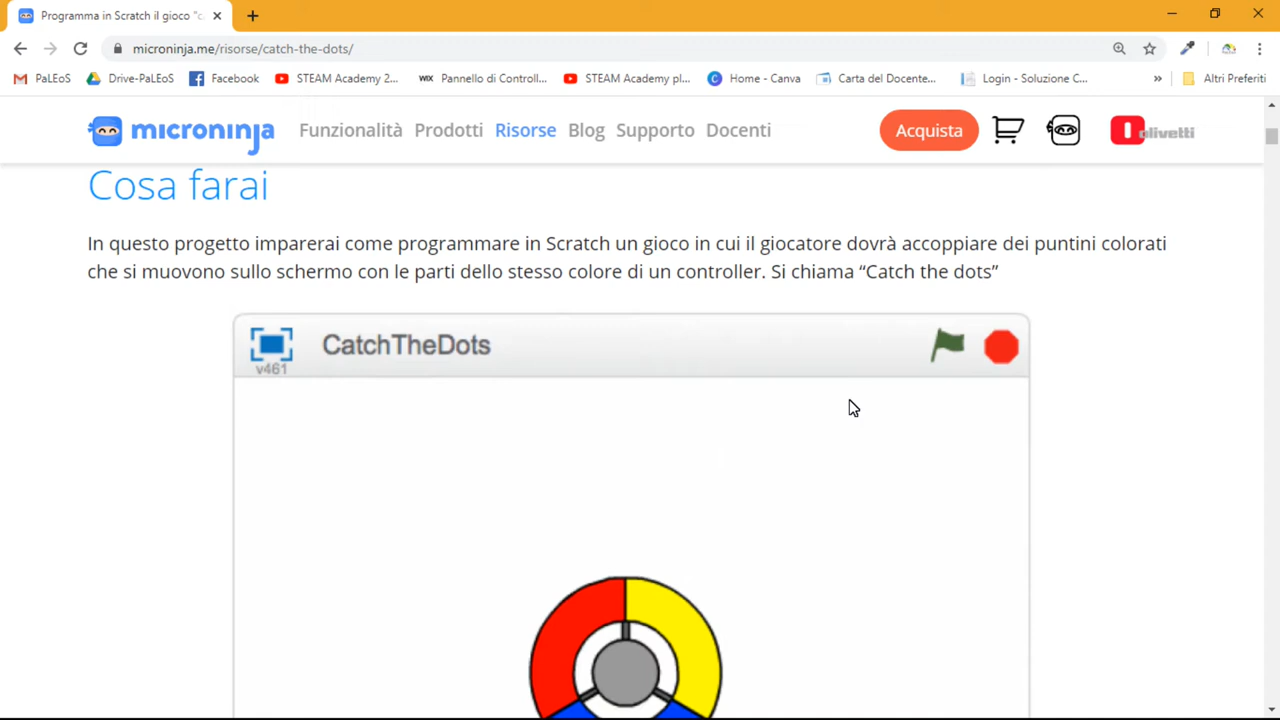 Programma in Scratch il gioco "c
microninja.me/risorse/catch-the-dots/
PaLEoS Drive-PaLEoS Facebook STEAM Academy 2... WIX Pannello di Controll... STEAM Academy pl... C Home - Canva Carta del Docente... Login - Soluzione C... » Altri Preferiti
microninja Funzionalità Prodotti Risorse Blog Supporto Docenti Acquista olivetti
Cosa farai
In questo progetto imparerai come programmare in Scratch un gioco in cui il giocatore dovrà accoppiare dei puntini colorati
che si muovono sullo schermo con le parti dello stesso colore di un controller. Si chiama “Catch the dots”
CatchTheDots
v461